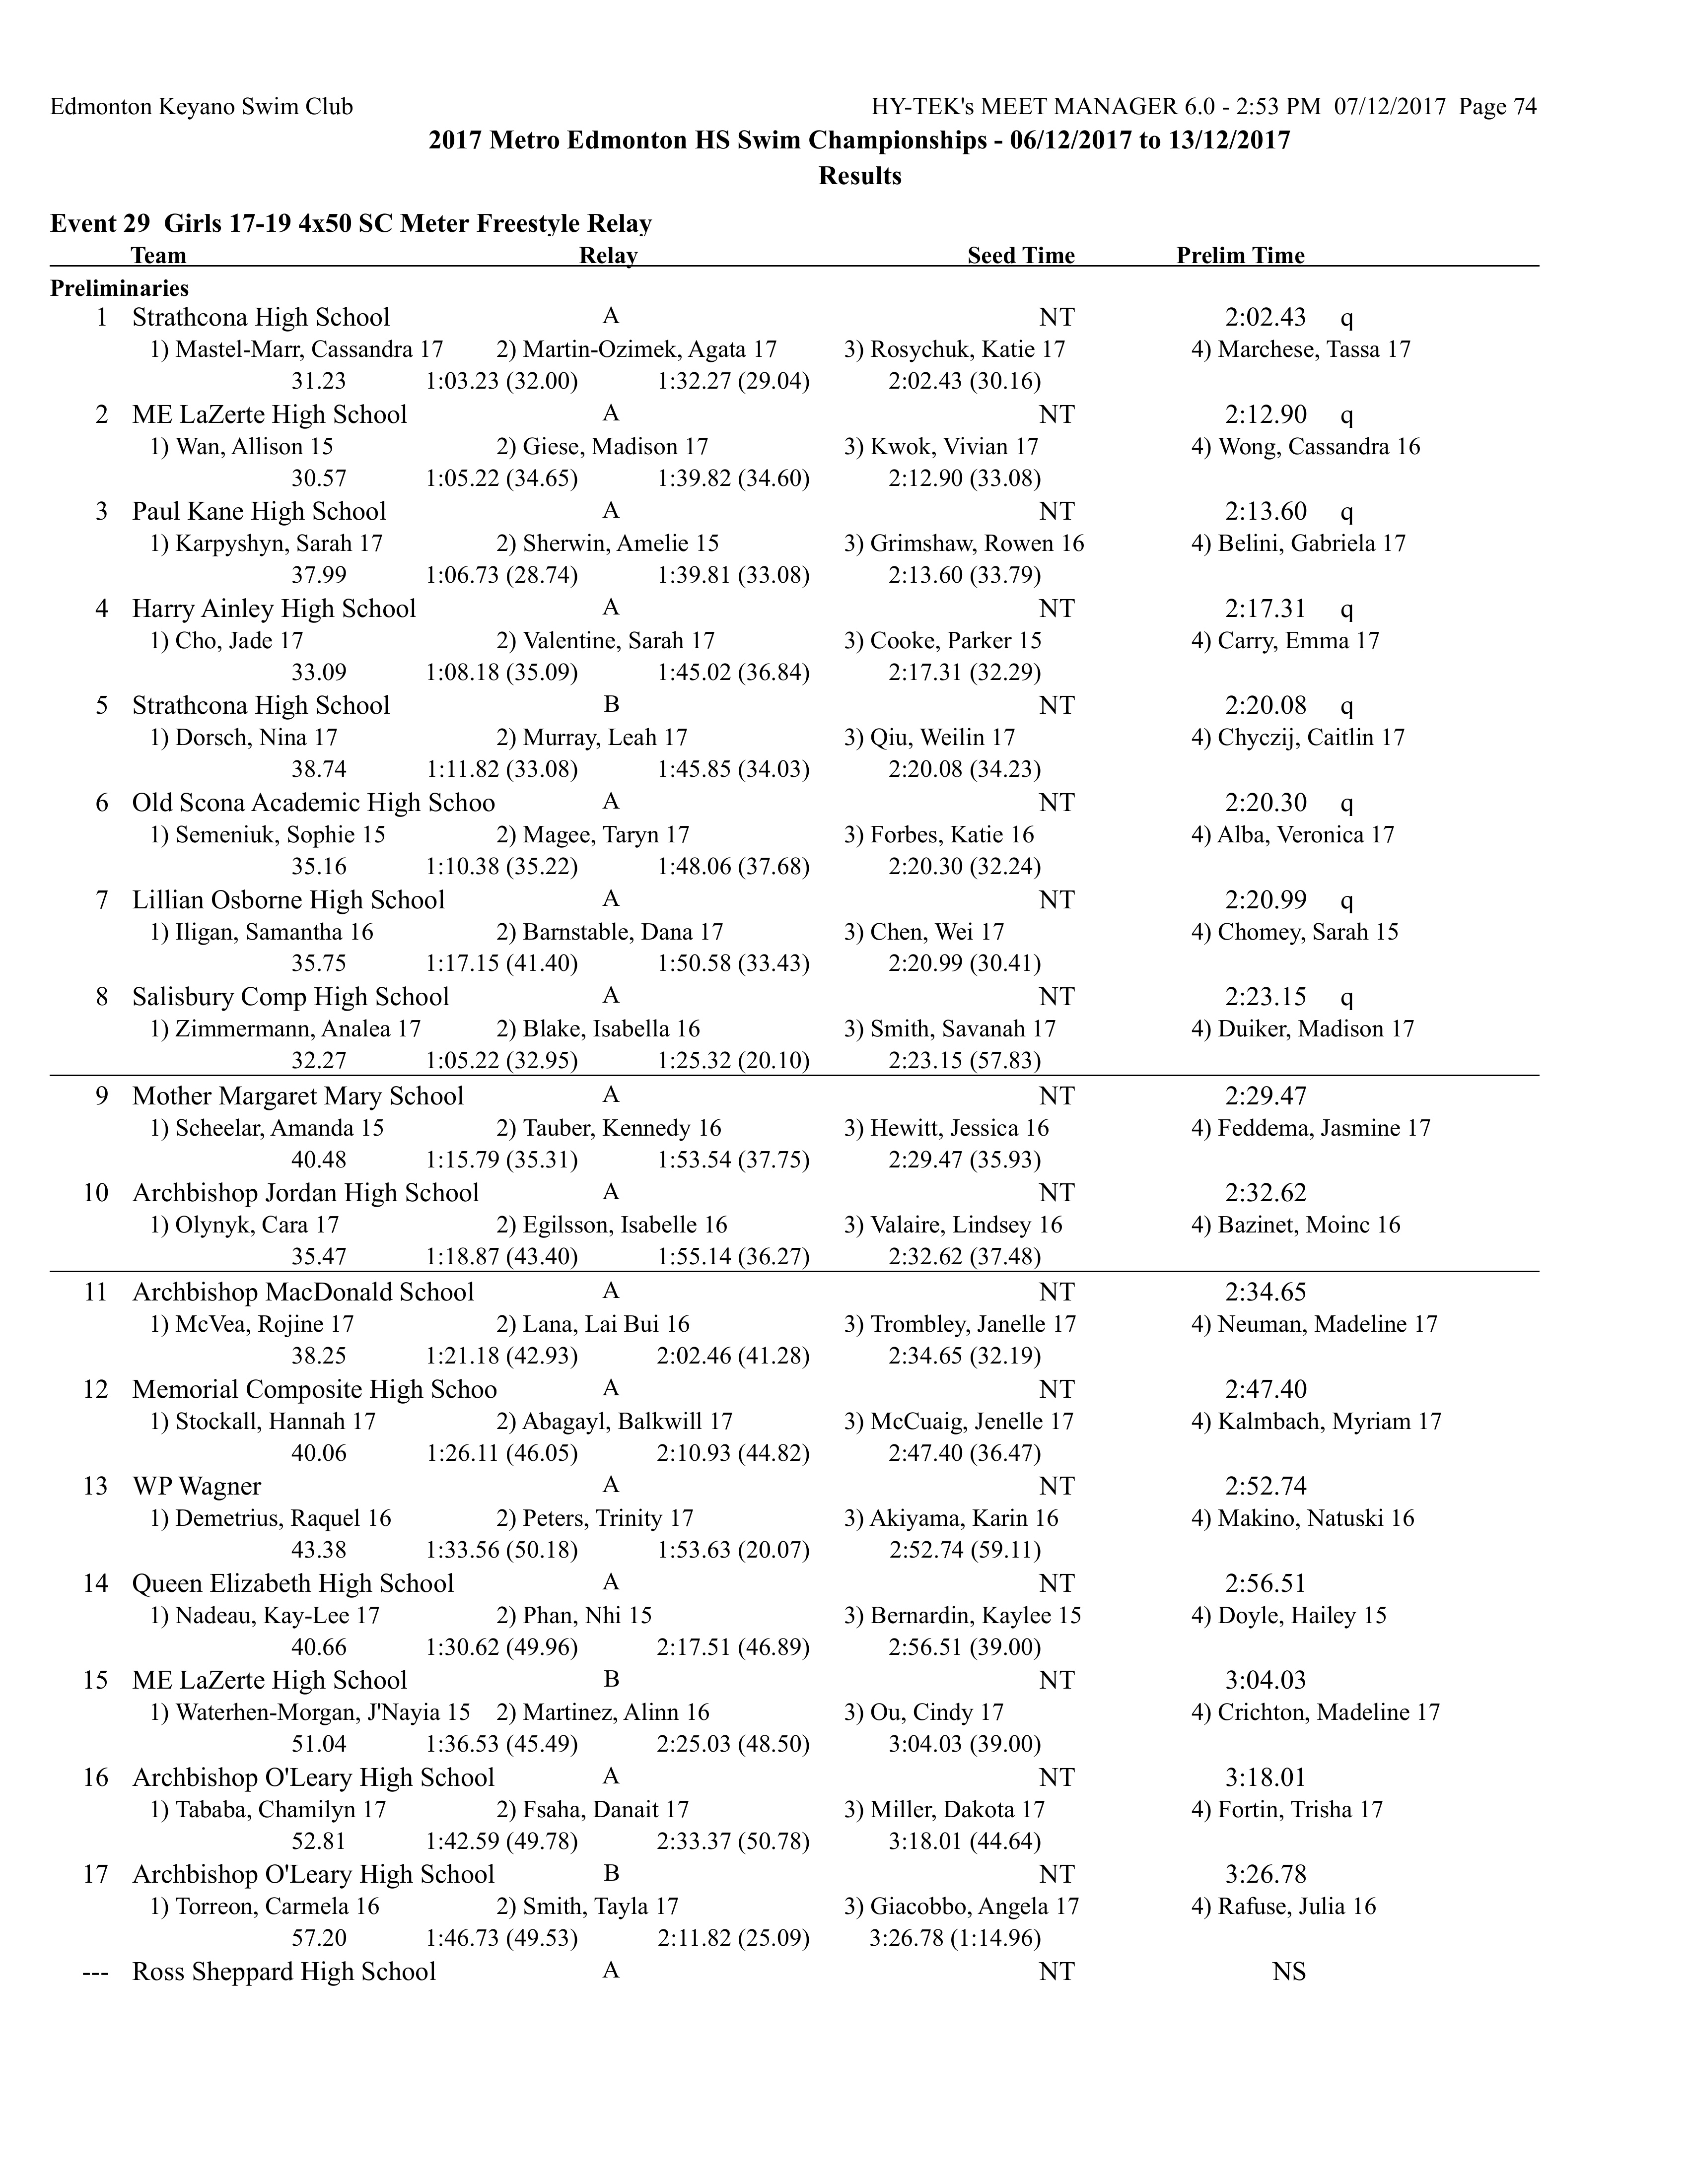 Edmonton Keyano Swim Club HY-TEK's MEET MANAGER 6.0 - 2:53 PM 07/12/2017 Page 74
2017 Metro Edmonton HS Swim Championships - 06/12/2017 to 13/12/2017
Results
Event 29 Girls 17-19 4x50 SC Meter Freestyle Relay
Team Relay Seed Time Prelim Time
Preliminaries
1 Strathcona High School A NT 2:02.43 q
1) Mastel-Marr, Cassandra 17 2) Martin-Ozimek, Agata 17 3) Rosychuk, Katie 17 4) Marchese, Tassa 17
31.23 1:03.23 (32.00) 1:32.27 (29.04) 2:02.43 (30.16)
2 ME LaZerte High School A NT 2:12.90 q
1) Wan, Allison 15 2) Giese, Madison 17 3) Kwok, Vivian 17 4) Wong, Cassandra 16
30.57 1:05.22 (34.65) 1:39.82 (34.60) 2:12.90 (33.08)
3 Paul Kane High School A NT 2:13.60 q
1) Karpyshyn, Sarah 17 2) Sherwin, Amelie 15 3) Grimshaw, Rowen 16 4) Belini, Gabriela 17
37.99 1:06.73 (28.74) 1:39.81 (33.08) 2:13.60 (33.79)
4 Harry Ainley High School A NT 2:17.31 q
1) Cho, Jade 17 2) Valentine, Sarah 17 3) Cooke, Parker 15 4) Carry, Emma 17
33.09 1:08.18 (35.09) 1:45.02 (36.84) 2:17.31 (32.29)
5 Strathcona High School B NT 2:20.08 q
1) Dorsch, Nina 17 2) Murray, Leah 17 3) Qiu, Weilin 17 4) Chyczij, Caitlin 17
38.74 1:11.82 (33.08) 1:45.85 (34.03) 2:20.08 (34.23)
6 Old Scona Academic High Schoo A NT 2:20.30 q
1) Semeniuk, Sophie 15 2) Magee, Taryn 17 3) Forbes, Katie 16 4) Alba, Veronica 17
35.16 1:10.38 (35.22) 1:48.06 (37.68) 2:20.30 (32.24)
7 Lillian Osborne High School A NT 2:20.99 q
1) Iligan, Samantha 16 2) Barnstable, Dana 17 3) Chen, Wei 17 4) Chomey, Sarah 15
35.75 1:17.15 (41.40) 1:50.58 (33.43) 2:20.99 (30.41)
8 Salisbury Comp High School A NT 2:23.15 q
1) Zimmermann, Analea 17 2) Blake, Isabella 16 3) Smith, Savanah 17 4) Duiker, Madison 17
32.27 1:05.22 (32.95) 1:25.32 (20.10) 2:23.15 (57.83)
9 Mother Margaret Mary School A NT 2:29.47
1) Scheelar, Amanda 15 2) Tauber, Kennedy 16 3) Hewitt, Jessica 16 4) Feddema, Jasmine 17
40.48 1:15.79 (35.31) 1:53.54 (37.75) 2:29.47 (35.93)
10 Archbishop Jordan High School A NT 2:32.62
1) Olynyk, Cara 17 2) Egilsson, Isabelle 16 3) Valaire, Lindsey 16 4) Bazinet, Moinc 16
35.47 1:18.87 (43.40) 1:55.14 (36.27) 2:32.62 (37.48)
11 Archbishop MacDonald School A NT 2:34.65
1) McVea, Rojine 17 2) Lana, Lai Bui 16 3) Trombley, Janelle 17 4) Neuman, Madeline 17
38.25 1:21.18 (42.93) 2:02.46 (41.28) 2:34.65 (32.19)
12 Memorial Composite High Schoo A NT 2:47.40
1) Stockall, Hannah 17 2) Abagayl, Balkwill 17 3) McCuaig, Jenelle 17 4) Kalmbach, Myriam 17
40.06 1:26.11 (46.05) 2:10.93 (44.82) 2:47.40 (36.47)
13 WP Wagner A NT 2:52.74
1) Demetrius, Raquel 16 2) Peters, Trinity 17 3) Akiyama, Karin 16 4) Makino, Natuski 16
43.38 1:33.56 (50.18) 1:53.63 (20.07) 2:52.74 (59.11)
14 Queen Elizabeth High School A NT 2:56.51
1) Nadeau, Kay-Lee 17 2) Phan, Nhi 15 3) Bernardin, Kaylee 15 4) Doyle, Hailey 15
40.66 1:30.62 (49.96) 2:17.51 (46.89) 2:56.51 (39.00)
15 ME LaZerte High School B NT 3:04.03
1) Waterhen-Morgan, J'Nayia 15 2) Martinez, Alinn 16 3) Ou, Cindy 17 4) Crichton, Madeline 17
51.04 1:36.53 (45.49) 2:25.03 (48.50) 3:04.03 (39.00)
16 Archbishop O'Leary High School A NT 3:18.01
1) Tababa, Chamilyn 17 2) Fsaha, Danait 17 3) Miller, Dakota 17 4) Fortin, Trisha 17
52.81 1:42.59 (49.78) 2:33.37 (50.78) 3:18.01 (44.64)
17 Archbishop O'Leary High School B NT 3:26.78
1) Torreon, Carmela 16 2) Smith, Tayla 17 3) Giacobbo, Angela 17 4) Rafuse, Julia 16
57.20 1:46.73 (49.53) 2:11.82 (25.09) 3:26.78 (1:14.96)
--- Ross Sheppard High School A NT NS